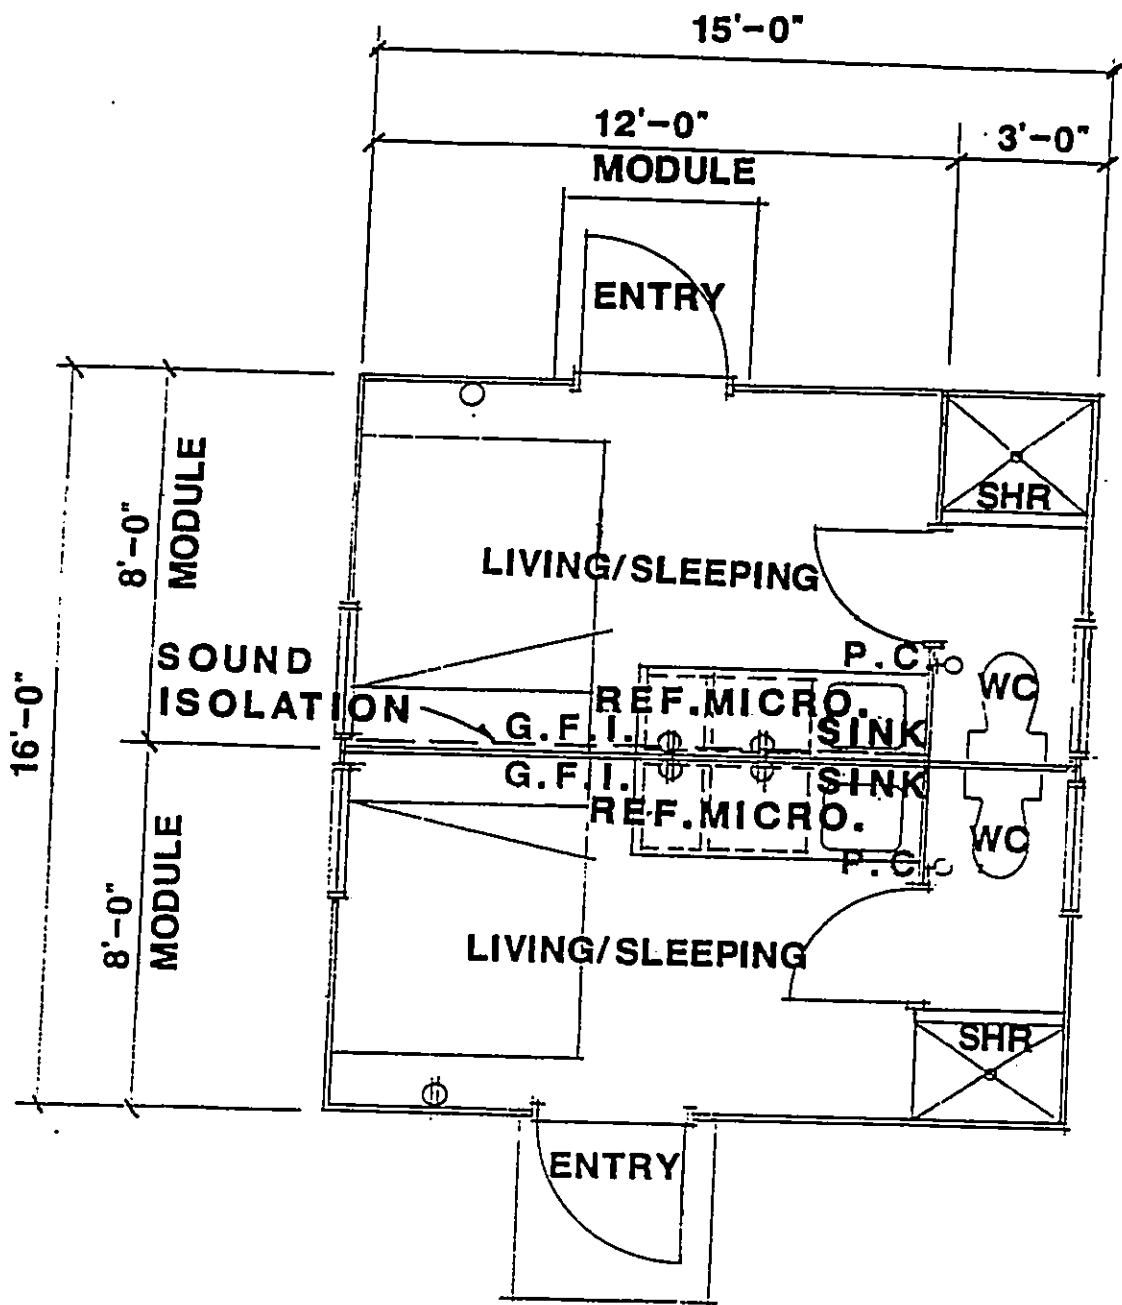 15'-0"
12'-0"
3'-0"
MODULE
ENTRY
8'-0"
MODULE
SHR
LIVING/SLEEPING
SOUND
ISOLATION
P.C
WC
REF.MICRO.
G.F.I.
SINK
16'-0"
G.F.I.
SINK
REF.MICRO.
WC
P.C
8'-0"
MODULE
LIVING/SLEEPING
SHR
ENTRY